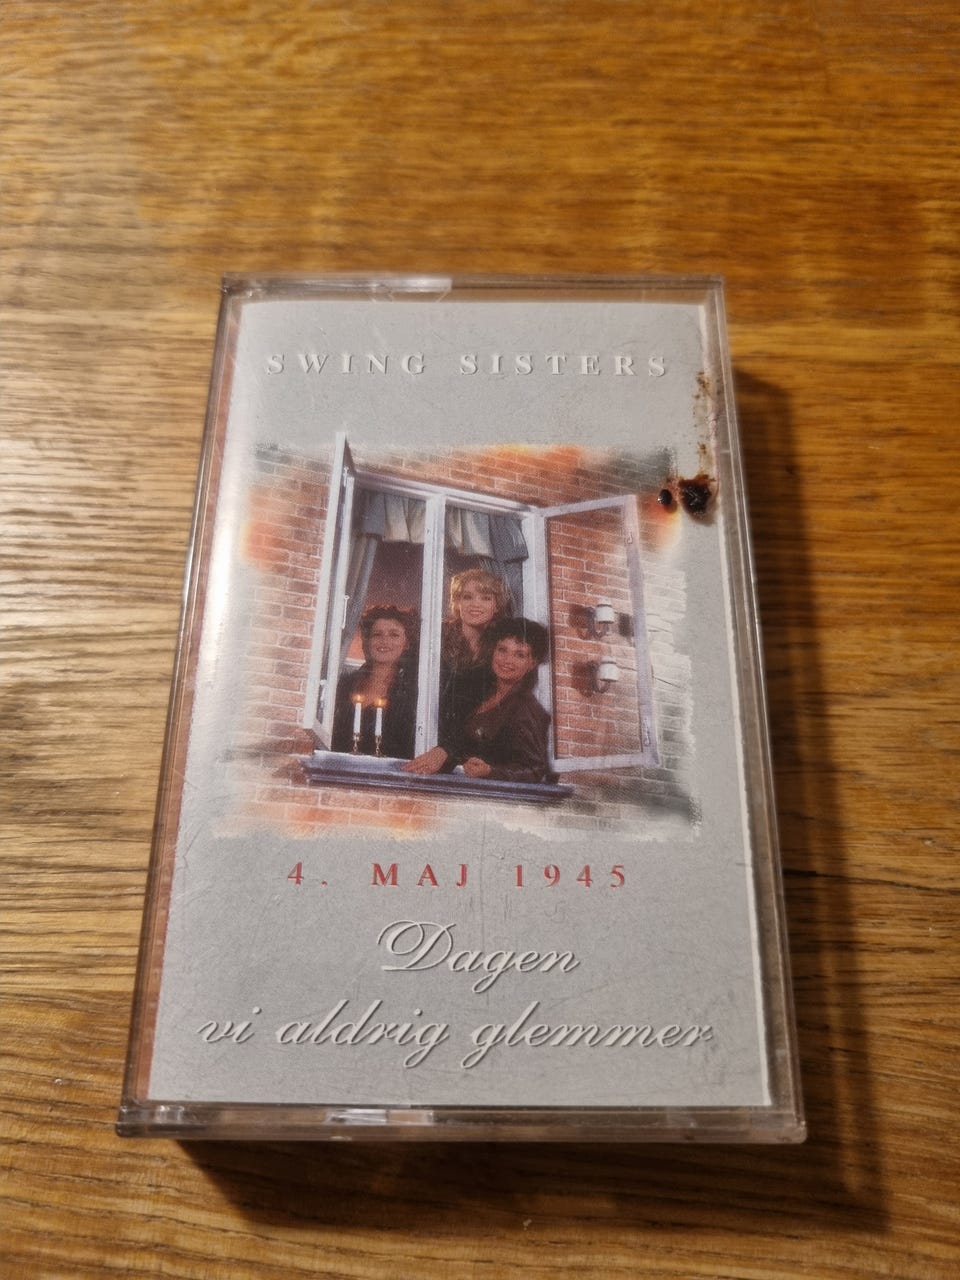 SWING SISTERS
4. MAJ 1945
Dagen
vi aldrig glemmer